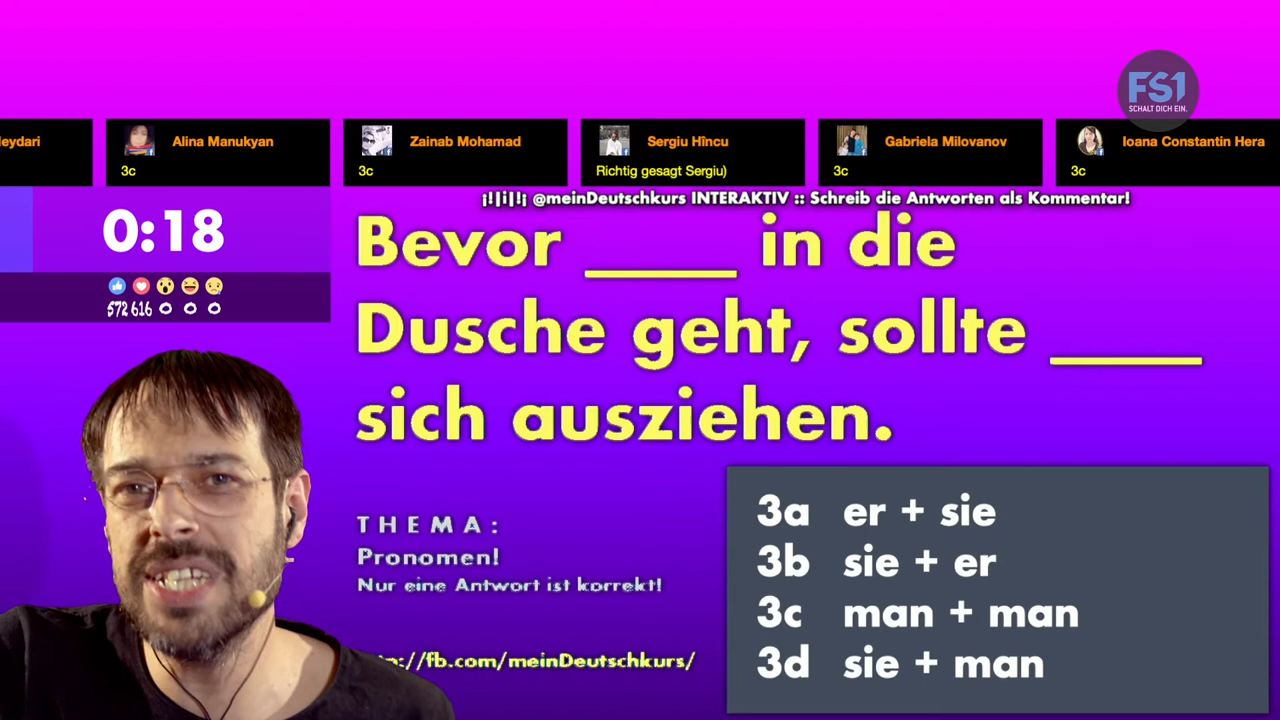 FS1
SCHALT DICH EIN.
leydari
Alina Manukyan
3c
Zainab Mohamad
3c
Sergiu Hîncu
Richtig gesagt Sergiu)
Gabriela Milovanov
3c
Ioana Constantin Hera
3c
¡!|¡|!¡ @meinDeutschkurs INTERAKTIV :: Schreib die Antworten als Kommentar!
0:18
572 616 0 0 0
Bevor ____ in die
Dusche geht, sollte ____
sich ausziehen.
THEMA:
Pronomen!
Nur eine Antwort ist korrekt!
://fb.com/meinDeutschkurs/
3a er + sie
3b sie + er
3c man + man
3d sie + man